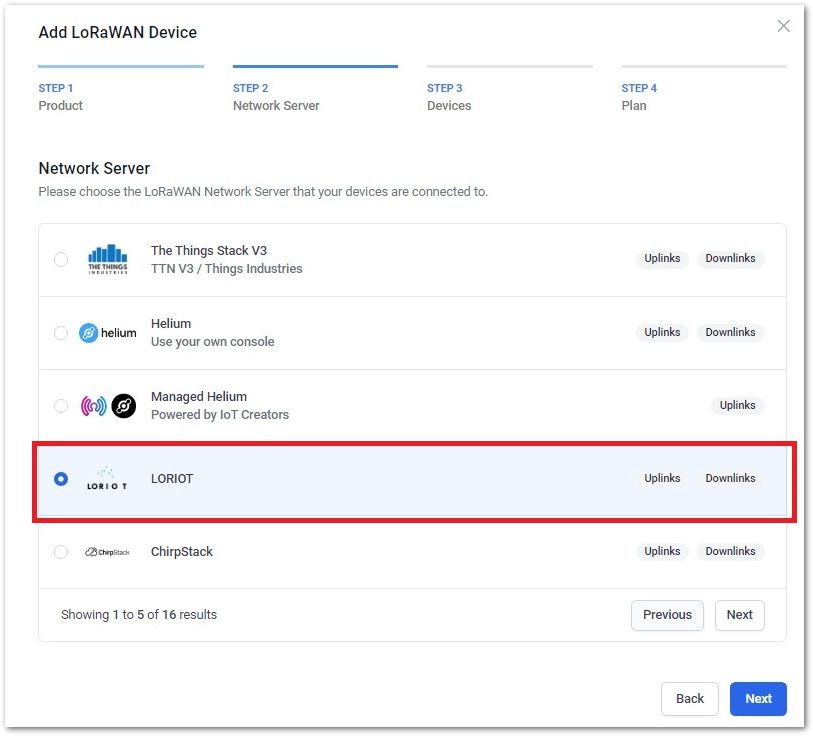 Add LoRaWAN Device
STEP 1
Product
STEP 2
Network Server
STEP 3
Devices
STEP 4
Plan
Network Server
Please choose the LoRaWAN Network Server that your devices are connected to.
THE THINGS
INDUSTRIES
The Things Stack V3
TTN V3 / Things Industries
Uplinks Downlinks
helium
Helium
Use your own console
Uplinks Downlinks
Managed Helium
Powered by IoT Creators
Uplinks
LORIOT
LORIOT
Uplinks Downlinks
ChirpStack
ChirpStack
Uplinks Downlinks
Showing 1 to 5 of 16 results
Previous Next
Back Next